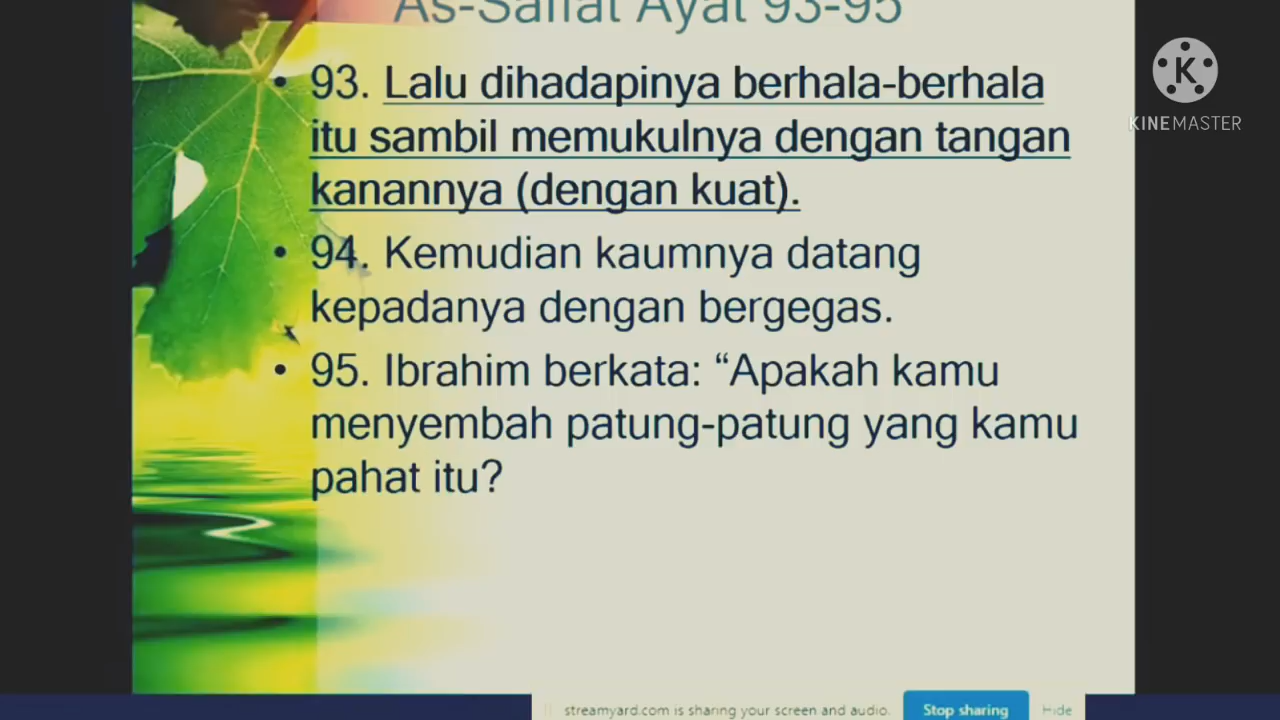 As-Saffat Ayat 93-95
• 93. Lalu dihadapinya berhala-berhala
itu sambil memukulnya dengan tangan
kanannya (dengan kuat).
• 94. Kemudian kaumnya datang
kepadanya dengan bergegas.
• 95. Ibrahim berkata: “Apakah kamu
menyembah patung-patung yang kamu
pahat itu?
K
KINEMASTER
streamyard.com is sharing your screen and audio.
Stop sharing
Hide